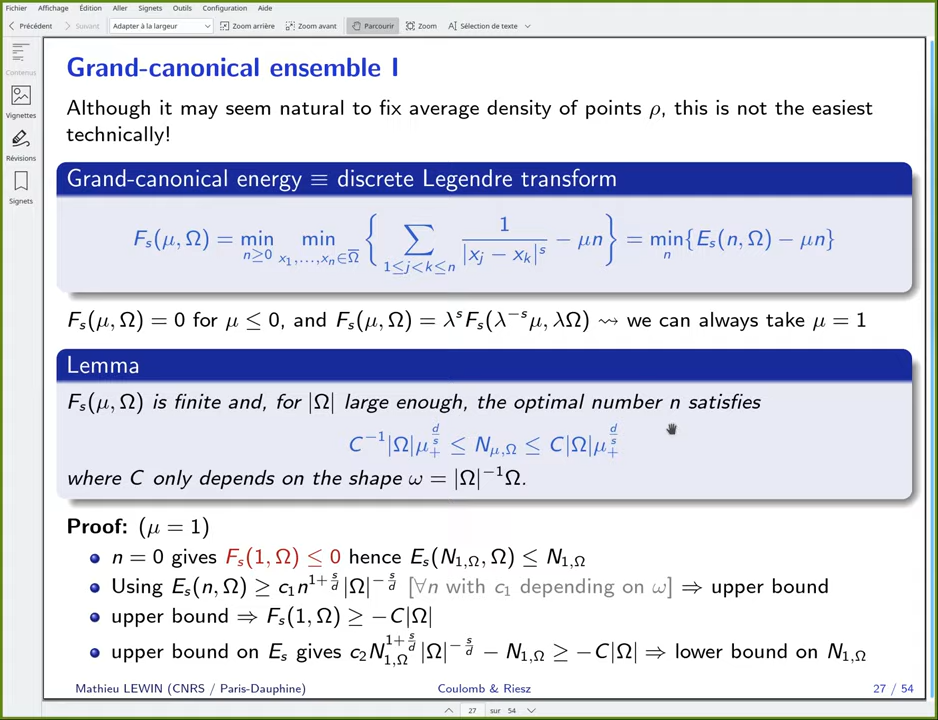 Fichier Affichage Aller Signets Outils Configuration Aide
Précédent Suivant Adapter à la largeur Zoom arrière Zoom avant Parcourir Zoom Sélection de texte
Contenus
Vignettes
Révisions
Signets
Grand-canonical ensemble I
Although it may seem natural to fix average density of points ρ, this is not the easiest
technically!
Grand-canonical energy ≡ discrete Legendre transform
F_s(μ, Ω) = min_{n≥0} min_{x_1,...,x_n∈\overline{Ω}} { ∑_{1≤j<k≤n} 1/|x_j − x_k|^s − μn } = min_n {E_s(n, Ω) − μn}
F_s(μ, Ω) = 0 for μ ≤ 0, and F_s(μ, Ω) = λ^s F_s(λ^{−s}μ, λΩ) ⇝ we can always take μ = 1
Lemma
F_s(μ, Ω) is finite and, for |Ω| large enough, the optimal number n satisfies
C^{−1}|Ω|μ_+^{d/s} ≤ N_{μ,Ω} ≤ C|Ω|μ_+^{d/s}
where C only depends on the shape ω = |Ω|^{−1}Ω.
Proof: (μ = 1)
n = 0 gives F_s(1, Ω) ≤ 0 hence E_s(N_{1,Ω}, Ω) ≤ N_{1,Ω}
Using E_s(n, Ω) ≥ c_1 n^{1+s/d}|Ω|^{−s/d} [∀n with c_1 depending on ω] ⇒ upper bound
upper bound ⇒ F_s(1, Ω) ≥ −C|Ω|
upper bound on E_s gives c_2 N_{1,Ω}^{1+s/d}|Ω|^{−s/d} − N_{1,Ω} ≥ −C|Ω| ⇒ lower bound on N_{1,Ω}
Mathieu LEWIN (CNRS / Paris-Dauphine) Coulomb & Riesz 27 / 54
27 sur 54